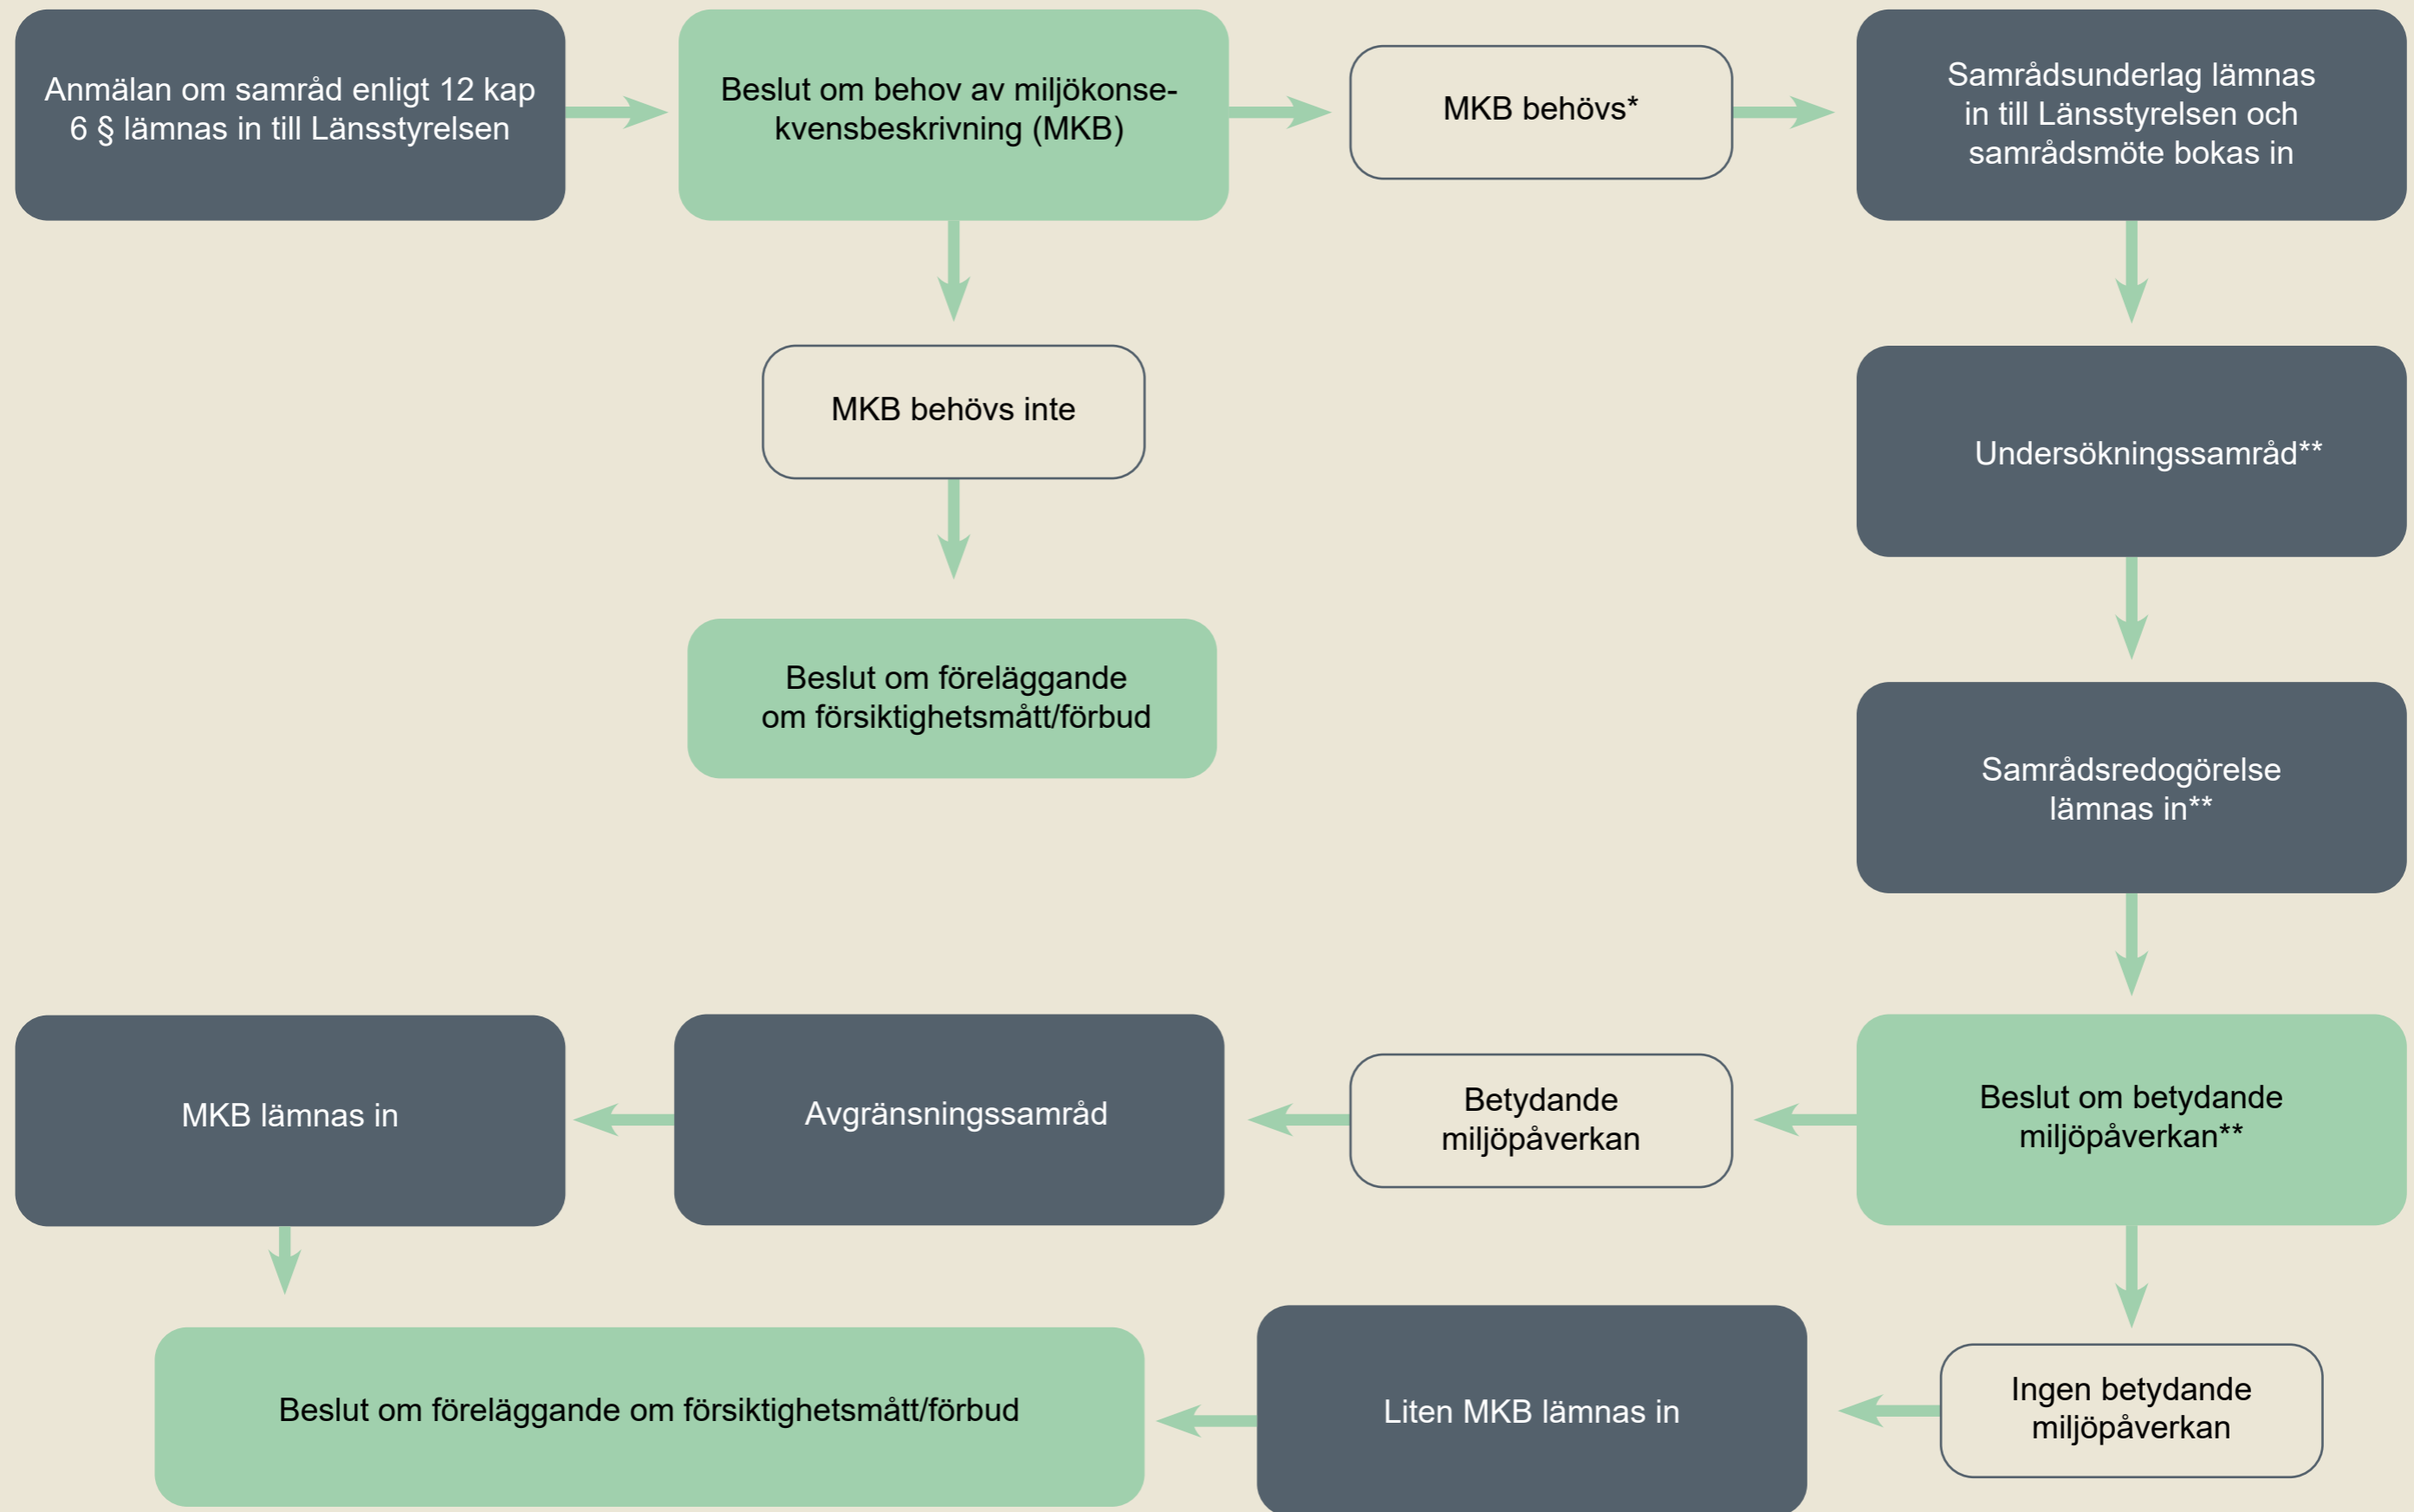 Anmälan om samråd enligt 12 kap
6 § lämnas in till Länsstyrelsen
Beslut om behov av miljökonse-
kvensbeskrivning (MKB)
MKB behövs*
Samrådsunderlag lämnas
in till Länsstyrelsen och
samrådsmöte bokas in
MKB behövs inte
Undersökningssamråd**
Beslut om föreläggande
om försiktighetsmått/förbud
Samrådsredogörelse
lämnas in**
Beslut om betydande
miljöpåverkan**
Betydande
miljöpåverkan
Avgränsningssamråd
MKB lämnas in
Ingen betydande
miljöpåverkan
Liten MKB lämnas in
Beslut om föreläggande om försiktighetsmått/förbud